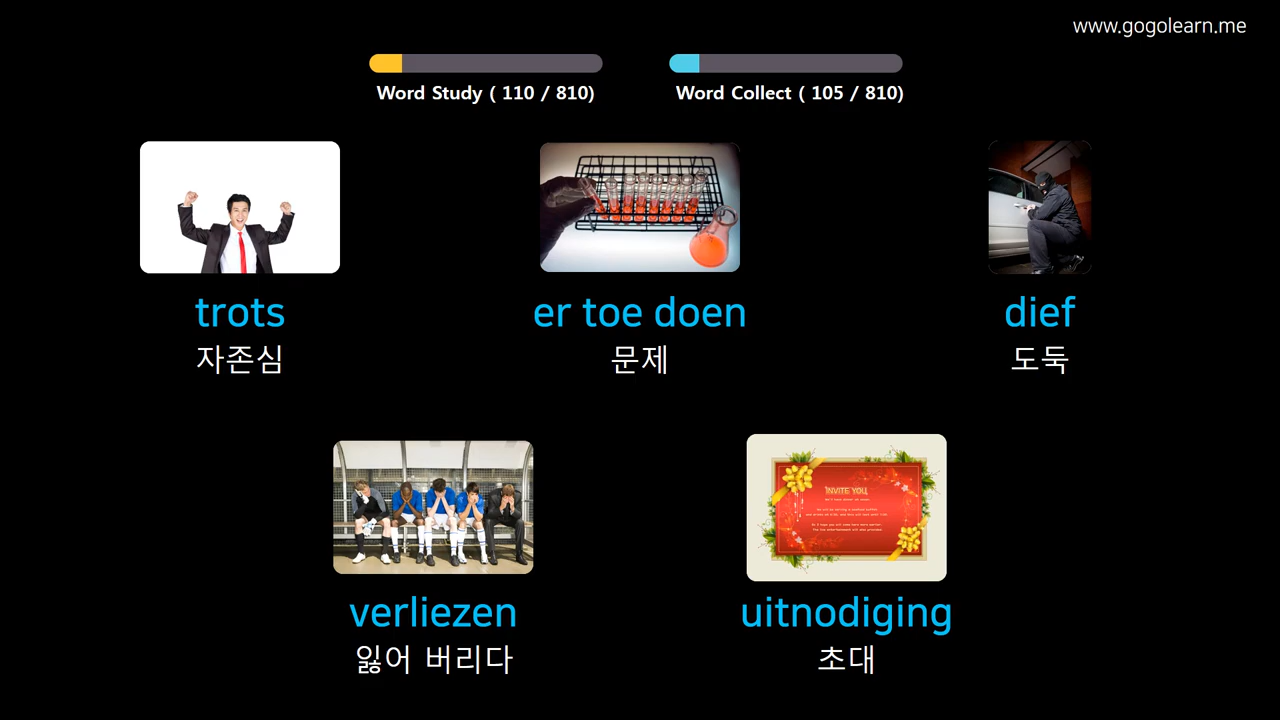 www.gogolearn.me
Word Study ( 110 / 810)
Word Collect ( 105 / 810)
trots
자존심
er toe doen
문제
dief
도둑
INVITE YOU
verliezen
잃어 버리다
uitnodiging
초대